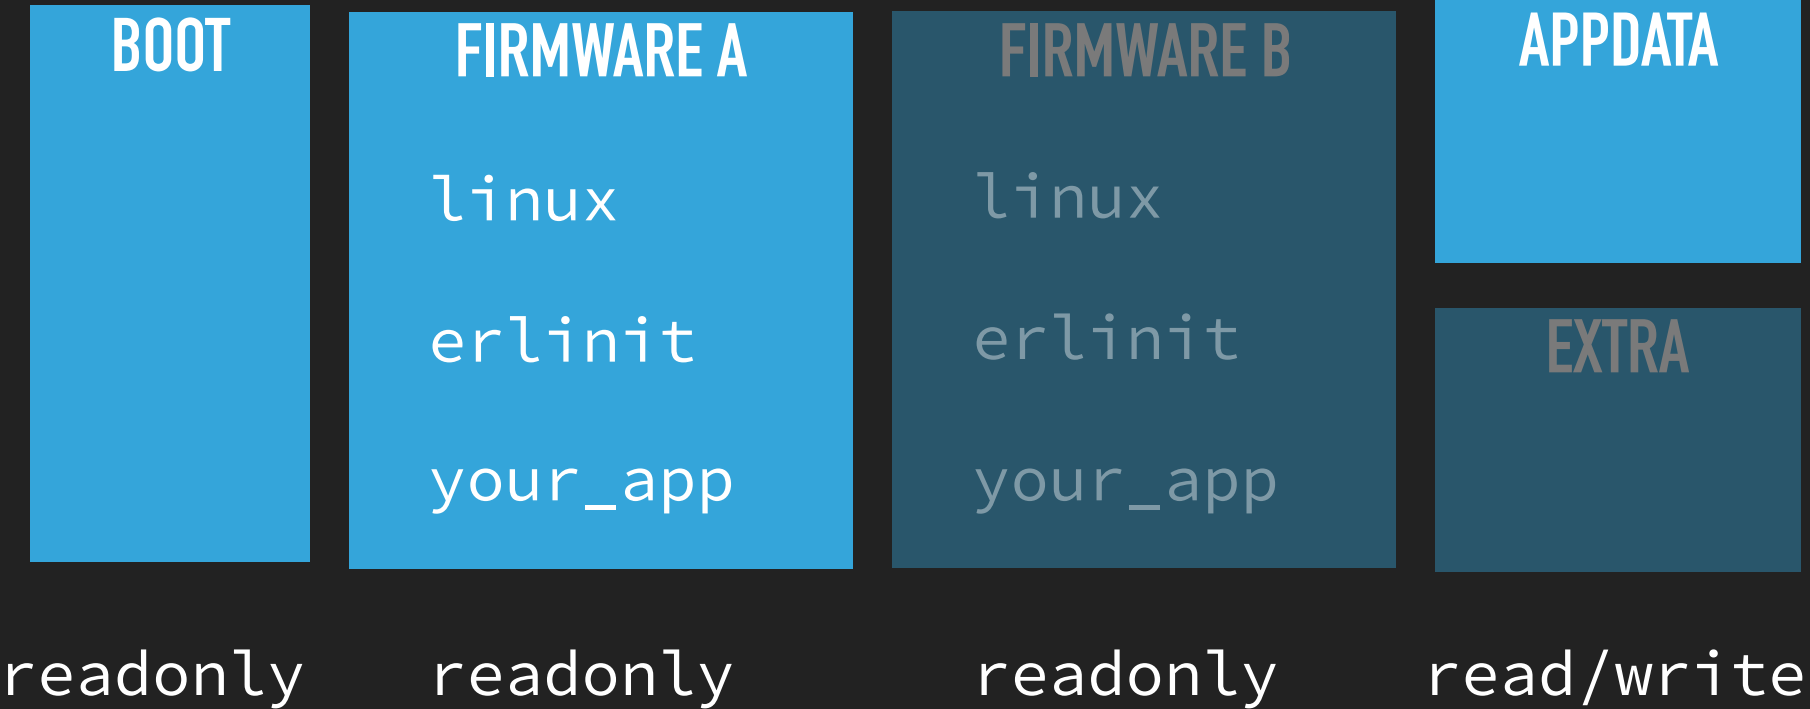 BOOT
FIRMWARE A
linux
erlinit
your_app
FIRMWARE B
linux
erlinit
your_app
APPDATA
EXTRA
readonly
readonly
readonly
read/write